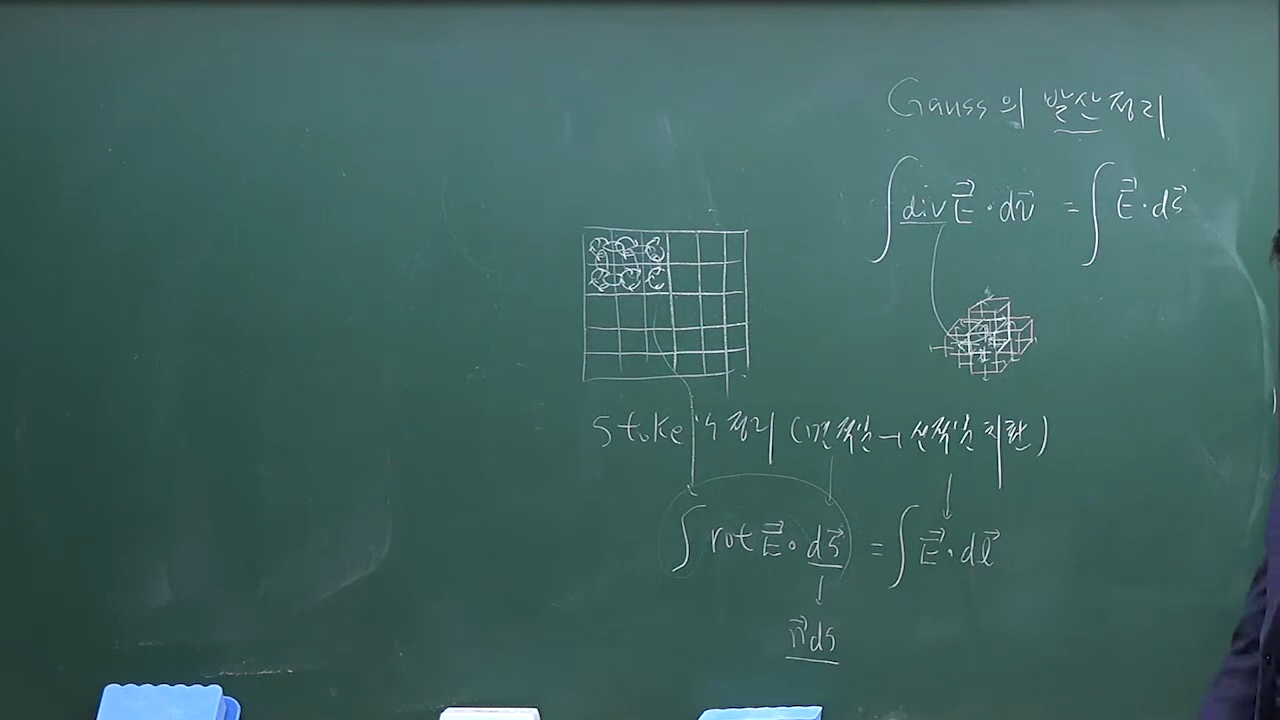 Gauss의 발산정리
∫ div E⃗ · dv⃗ = ∫ E⃗ · ds⃗
Stoke's 정리 (면적분→선적분 치환)
∫ rot E⃗ · ds⃗ = ∫ E⃗ · dl⃗
n⃗ ds